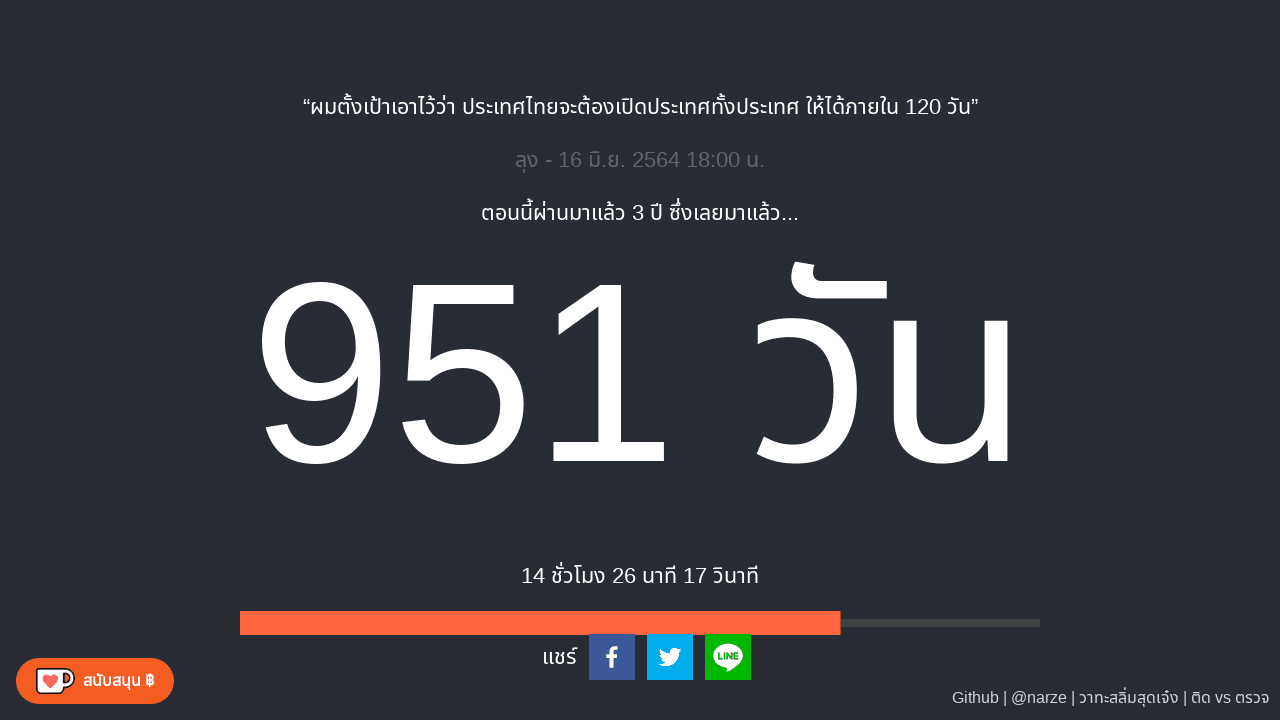 “ผมตั้งเป้าเอาไว้ว่า ประเทศไทยจะต้องเปิดประเทศทั้งประเทศ ให้ได้ภายใน 120 วัน”
ลุง - 16 มิ.ย. 2564 18:00 น.
ตอนนี้ผ่านมาแล้ว 3 ปี ซึ่งเลยมาแล้ว...
951 วัน
14 ชั่วโมง 26 นาที 17 วินาที
แชร์
LINE
สนับสนุน ฿
Github | @narze | วาทะสลิ่มสุดเจ๋ง | ติด vs ตรวจ